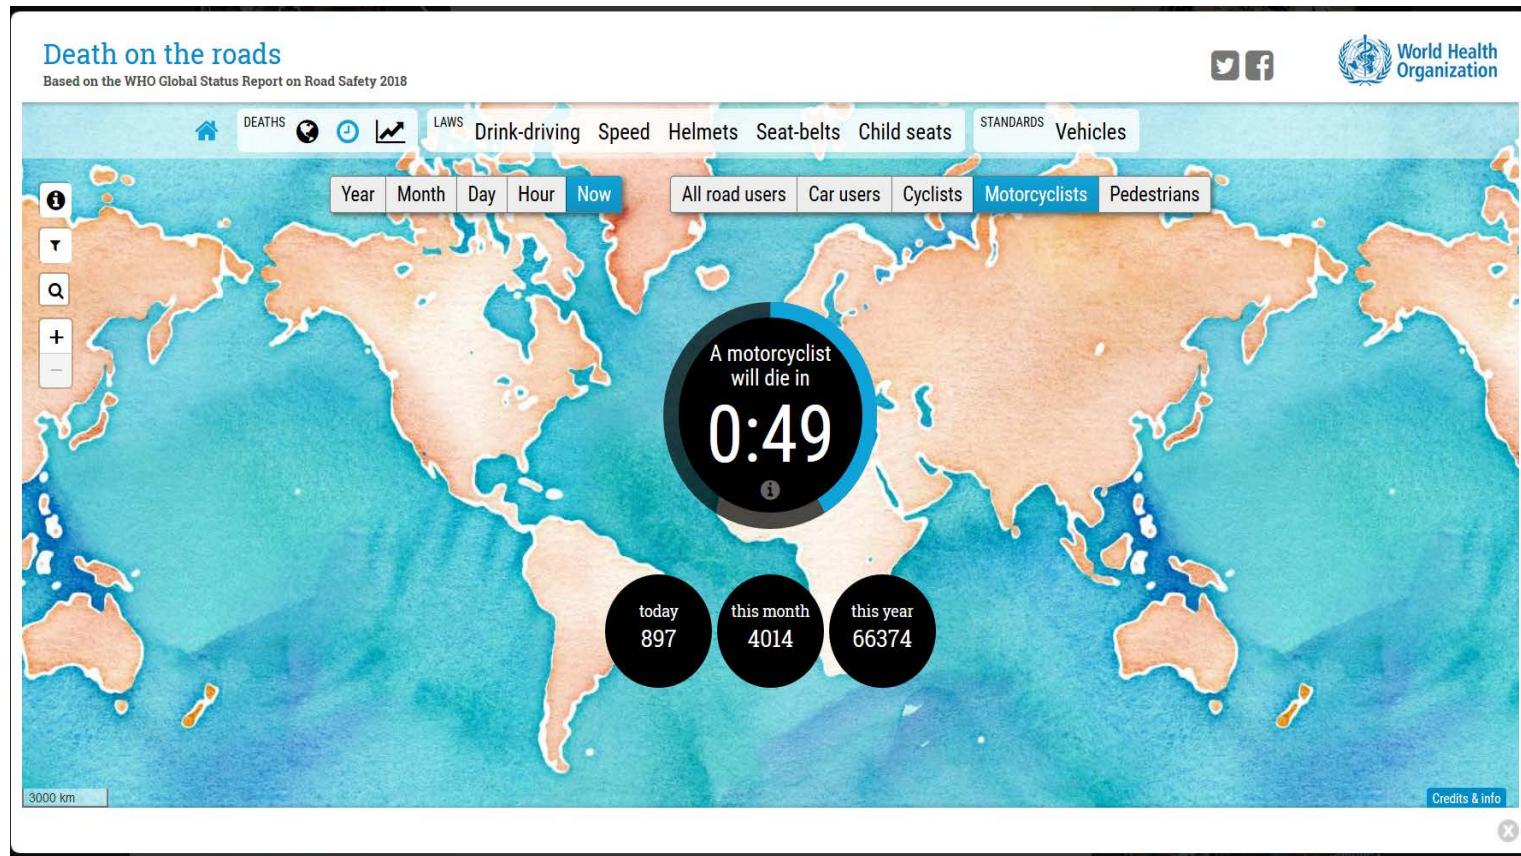 Death on the roads
Based on the WHO Global Status Report on Road Safety 2018
World Health
Organization
DEATHS
LAWS Drink-driving Speed Helmets Seat-belts Child seats
STANDARDS Vehicles
Year Month Day Hour Now
All road users Car users Cyclists Motorcyclists Pedestrians
A motorcyclist
will die in
0:49
today
897
this month
4014
this year
66374
3000 km
Credits & info